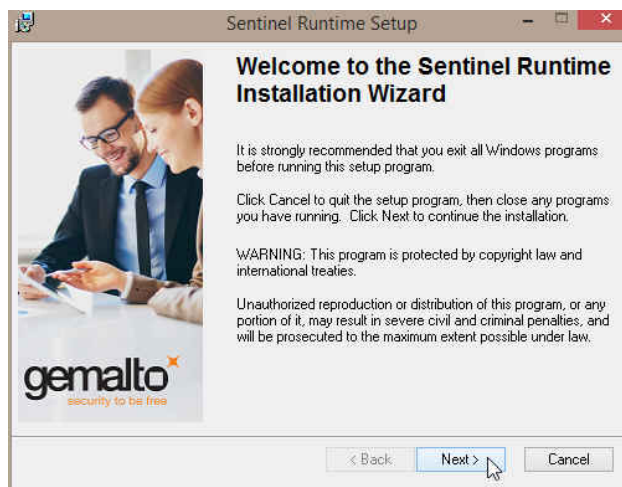 Sentinel Runtime Setup
Welcome to the Sentinel Runtime
Installation Wizard
It is strongly recommended that you exit all Windows programs
before running this setup program.
Click Cancel to quit the setup program, then close any programs
you have running. Click Next to continue the installation.
WARNING: This program is protected by copyright law and
international treaties.
Unauthorized reproduction or distribution of this program, or any
portion of it, may result in severe civil and criminal penalties, and
will be prosecuted to the maximum extent possible under law.
gemalto
security to be free
< Back Next > Cancel